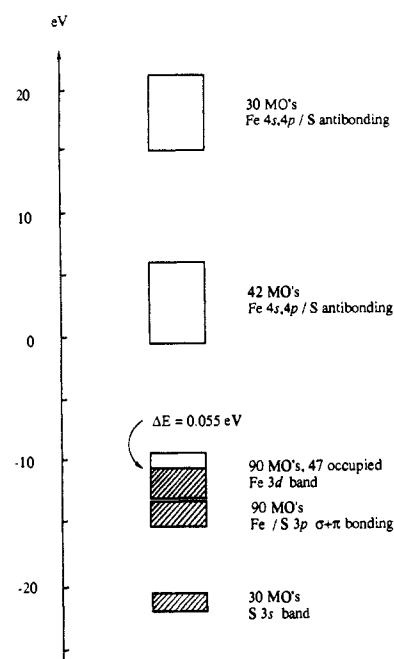 eV
20
30 MO's
Fe 4s,4p / S antibonding
10
42 MO's
Fe 4s,4p / S antibonding
0
ΔE = 0.055 eV
-10
90 MO's, 47 occupied
Fe 3d band
90 MO's
Fe / S 3p σ+π bonding
-20
30 MO's
S 3s band